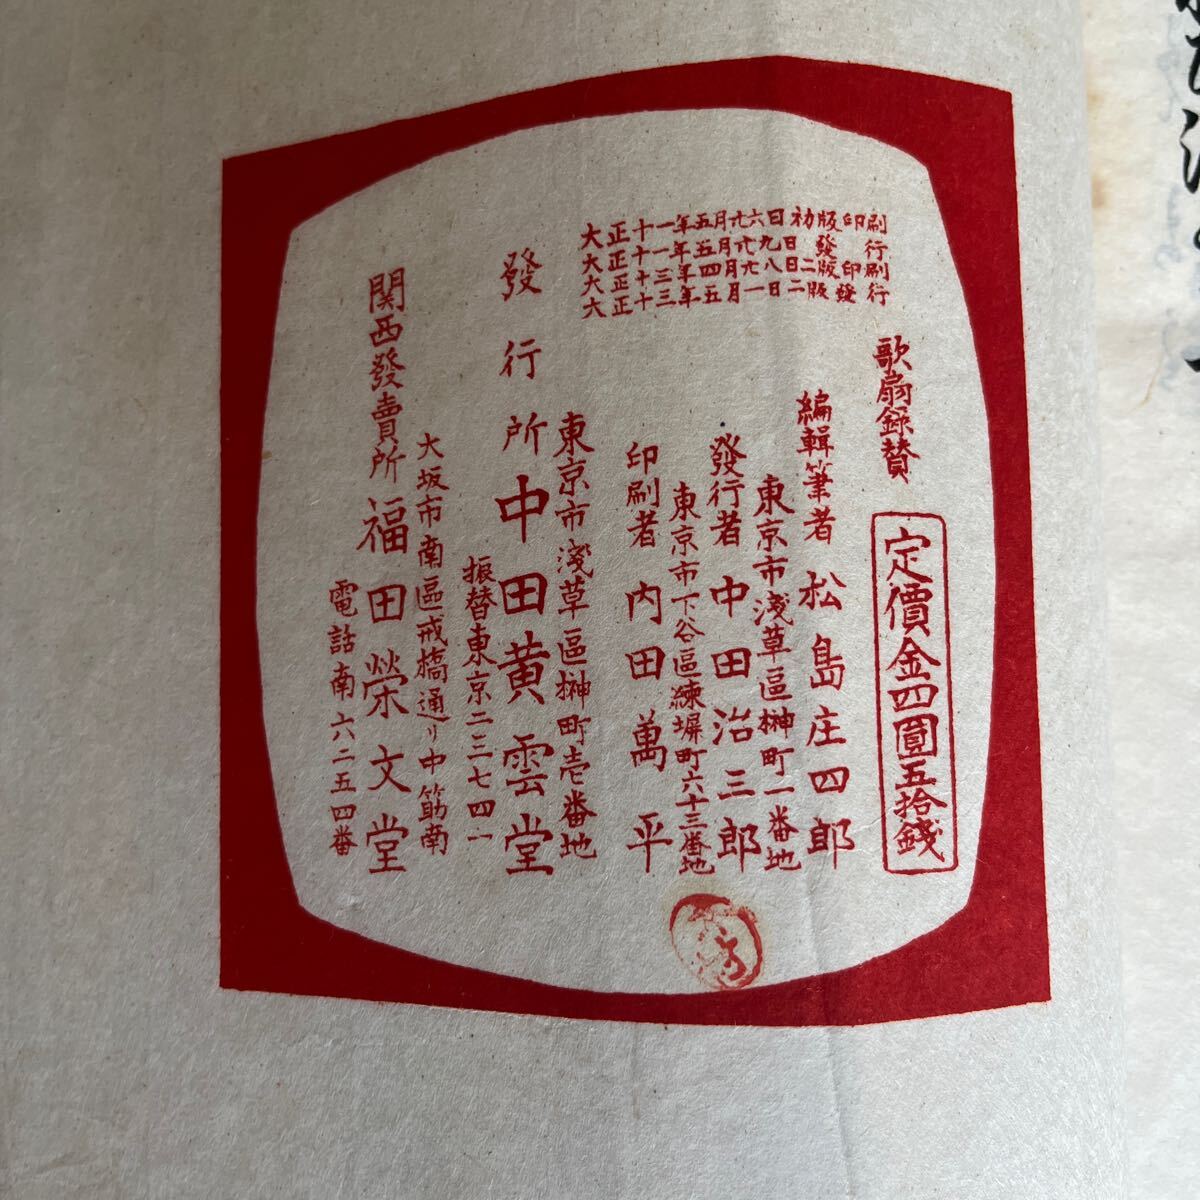 歌扇録賛
定價金四圓五拾錢
大正十一年五月廿六日初版印刷
大正十一年五月廿九日 發行
大正十三年四月廿八日二版印刷
大正十三年五月一日二版發行
編輯筆者 松島庄四郎
東京市淺草區榊町一番地
發行者 中田治三郎
東京市下谷區練塀町六十三番地
印刷者 内田萬平
東京市淺草區榊町壱番地
發行所 中田黄雲堂
振替東京二三七四一
大坂市南區戒橋通リ中筋南
関西發賣所 福田榮文堂
電話南六二五四番